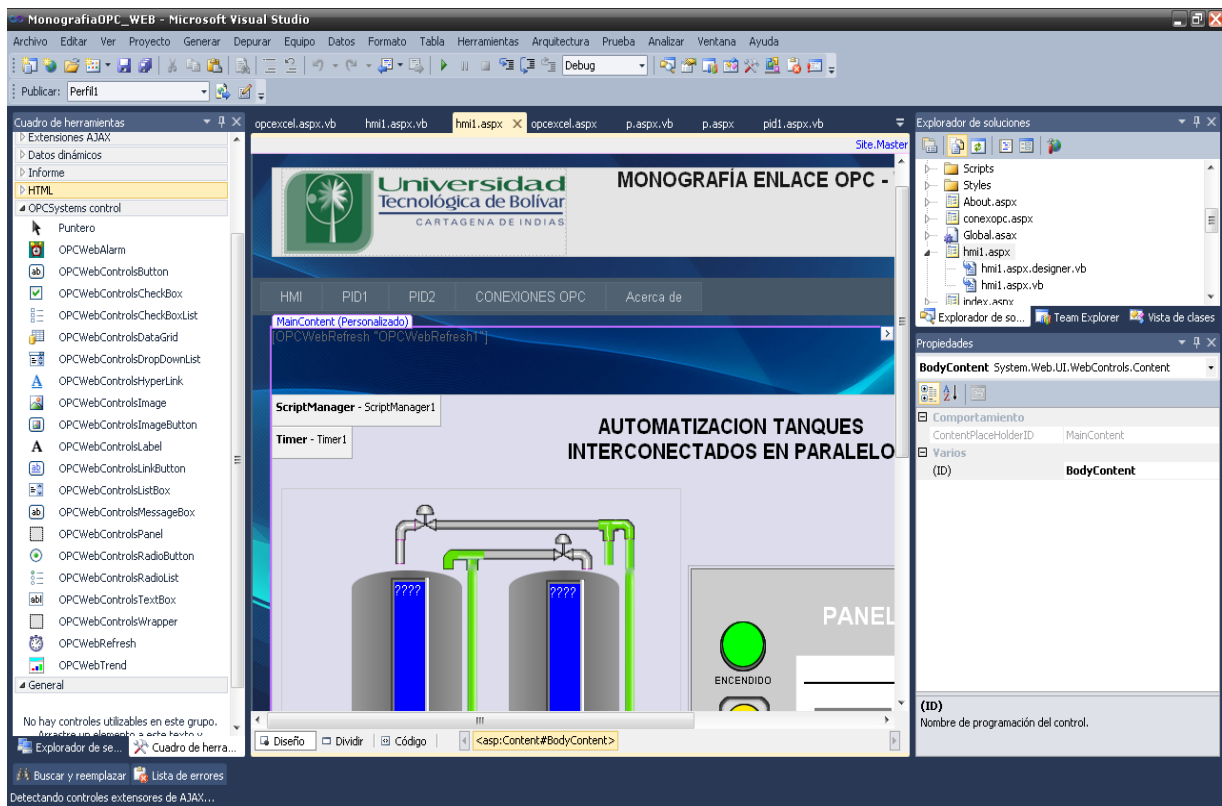 MonografiaOPC_WEB - Microsoft Visual Studio
Archivo Editar Ver Proyecto Generar Depurar Equipo Datos Formato Tabla Herramientas Arquitectura Prueba Analizar Ventana Ayuda
Debug
Publicar: Perfil1
Cuadro de herramientas
Extensiones AJAX
Datos dinámicos
Informe
HTML
OPCSystems control
Puntero
OPCWebAlarm
OPCWebControlsButton
OPCWebControlsCheckBox
OPCWebControlsCheckBoxList
OPCWebControlsDataGrid
OPCWebControlsDropDownList
OPCWebControlsHyperLink
OPCWebControlsImage
OPCWebControlsImageButton
OPCWebControlsLabel
OPCWebControlsLinkButton
OPCWebControlsListBox
OPCWebControlsMessageBox
OPCWebControlsPanel
OPCWebControlsRadioButton
OPCWebControlsRadioList
OPCWebControlsTextBox
OPCWebControlsWrapper
OPCWebRefresh
OPCWebTrend
General
No hay controles utilizables en este grupo.
Arrastre un elemento a este texto y
Explorador de se... Cuadro de herra...
opcexcel.aspx.vb hmi1.aspx.vb hmi1.aspx opcexcel.aspx p.aspx.vb p.aspx pid1.aspx.vb
Site.Master
Universidad
Tecnológica de Bolívar
CARTAGENA DE INDIAS
MONOGRAFÍA ENLACE OPC -
HMI PID1 PID2 CONEXIONES OPC Acerca de
MainContent (Personalizado)
[OPCWebRefresh "OPCWebRefresh1"]
ScriptManager - ScriptManager1
Timer - Timer1
AUTOMATIZACION TANQUES
INTERCONECTADOS EN PARALELO
???? ????
PANEL
ENCENDIDO
Diseño Dividir Código <asp:Content#BodyContent>
Explorador de soluciones
Scripts
Styles
About.aspx
conexopc.aspx
Global.asax
hmi1.aspx
hmi1.aspx.designer.vb
hmi1.aspx.vb
index.aspx
Explorador de so... Team Explorer Vista de clases
Propiedades
BodyContent System.Web.UI.WebControls.Content
Comportamiento
ContentPlaceHolderID MainContent
Varios
(ID) BodyContent
(ID)
Nombre de programación del control.
Buscar y reemplazar Lista de errores
Detectando controles extensores de AJAX...